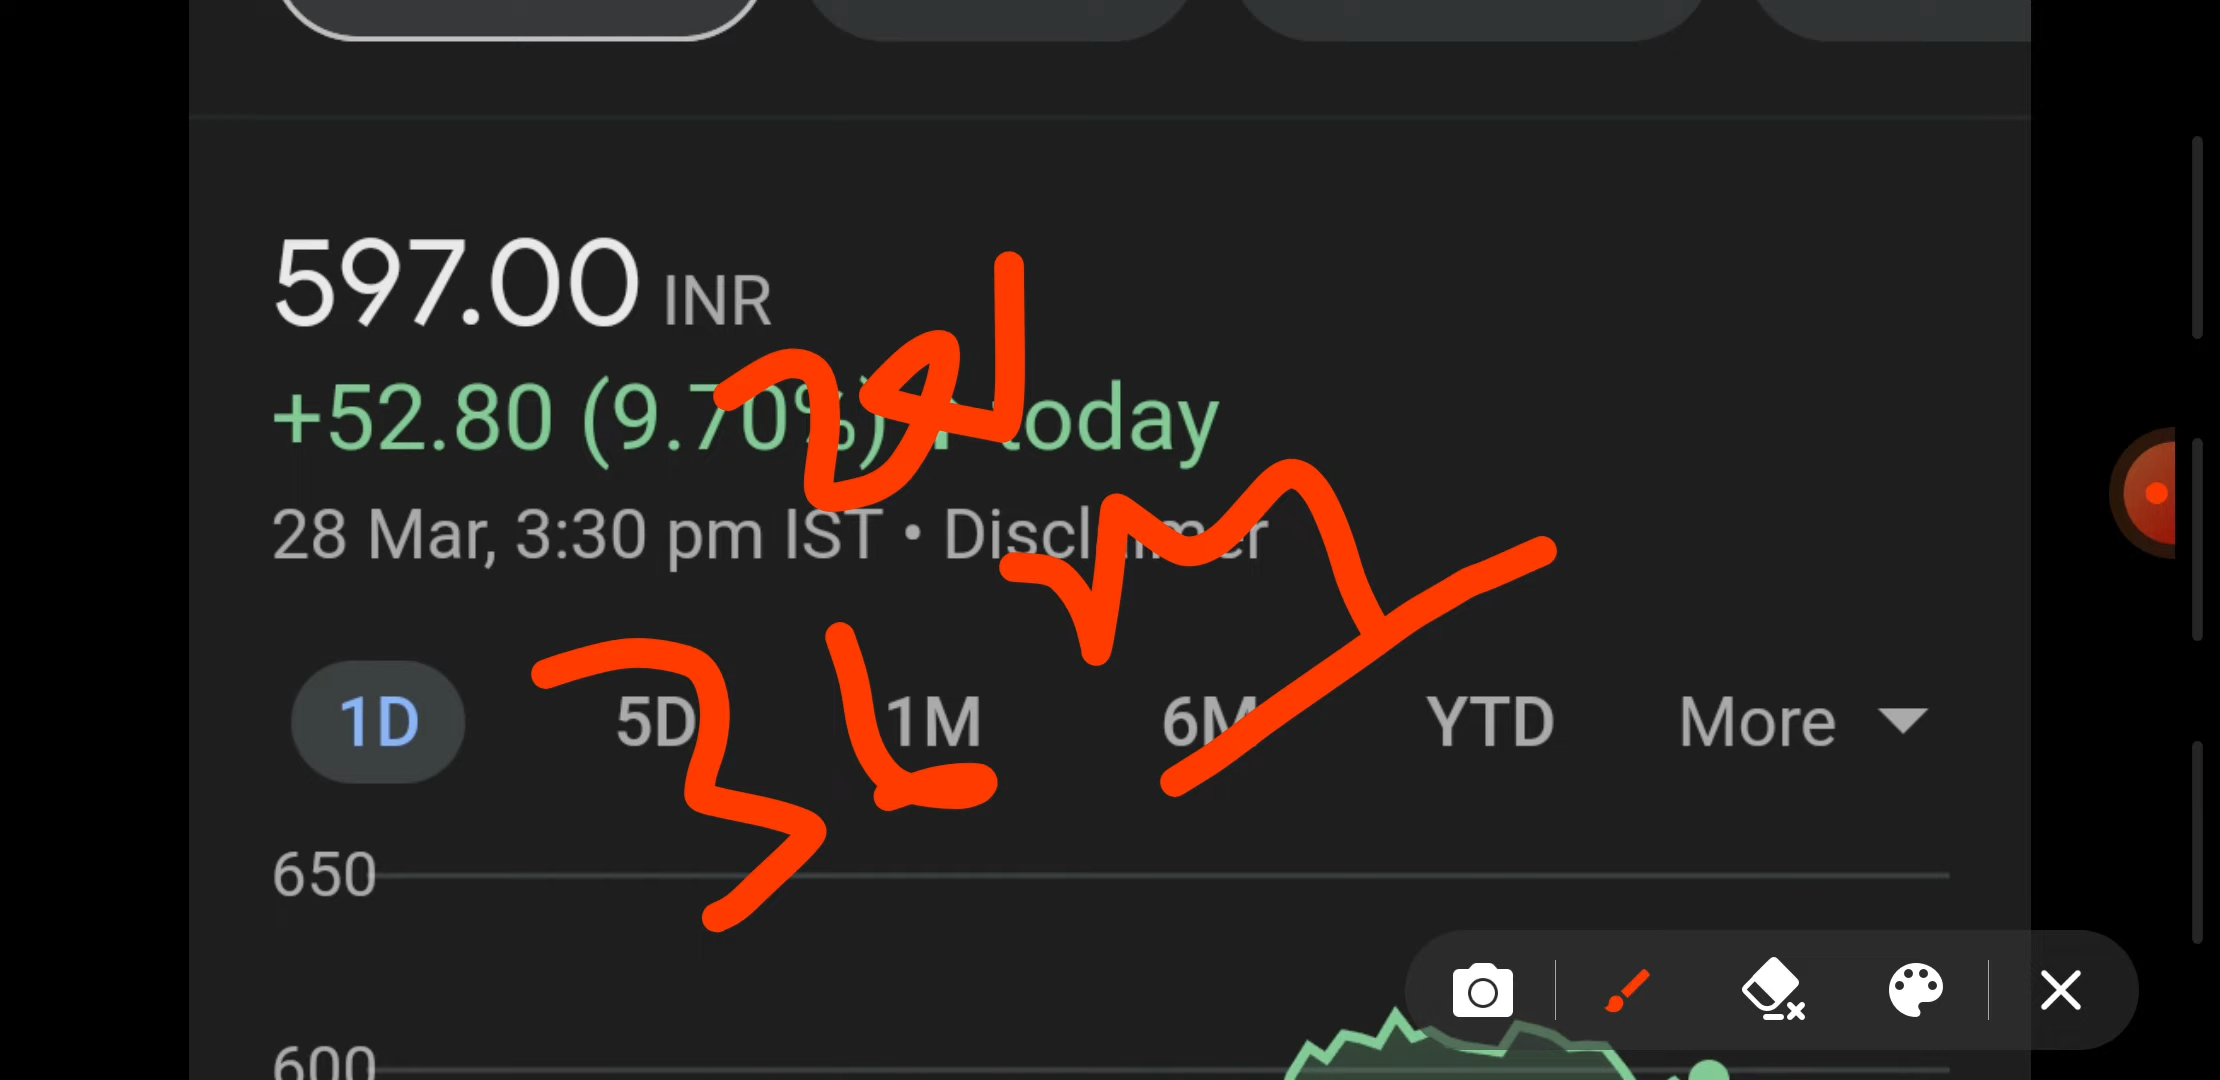 597.00 INR
+52.80 (9.70%) ↑ today
28 Mar, 3:30 pm IST • Disclaimer
1D 5D 1M 6M YTD More
650
600